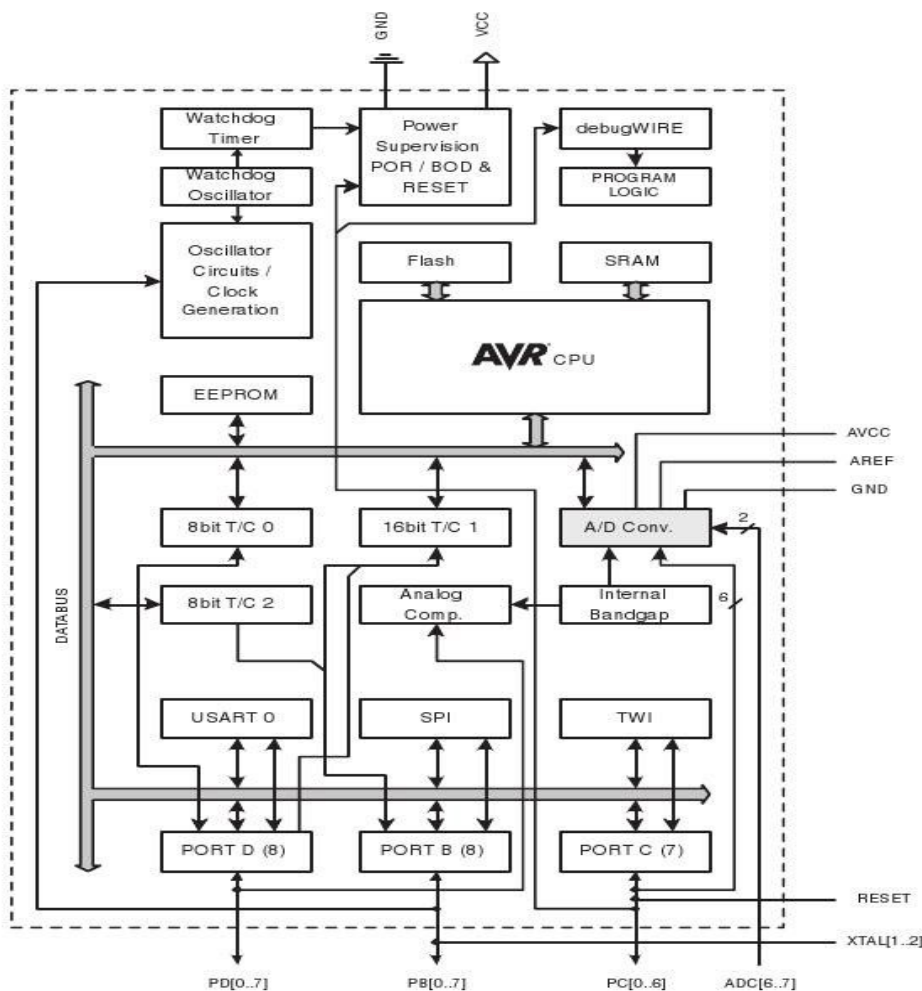 GND
VCC
Watchdog
Timer
Power
Supervision
POR / BOD &
RESET
debugWIRE
Watchdog
Oscillator
PROGRAM
LOGIC
Oscillator
Circuits /
Clock
Generation
Flash
SRAM
AVR CPU
EEPROM
AVCC
AREF
GND
8bit T/C 0
16bit T/C 1
A/D Conv.
2
8bit T/C 2
Analog
Comp.
Internal
Bandgap
6
DATABUS
USART 0
SPI
TWI
PORT D (8)
PORT B (8)
PORT C (7)
RESET
XTAL[1..2]
PD[0..7]
PB[0..7]
PC[0..6]
ADC[6..7]